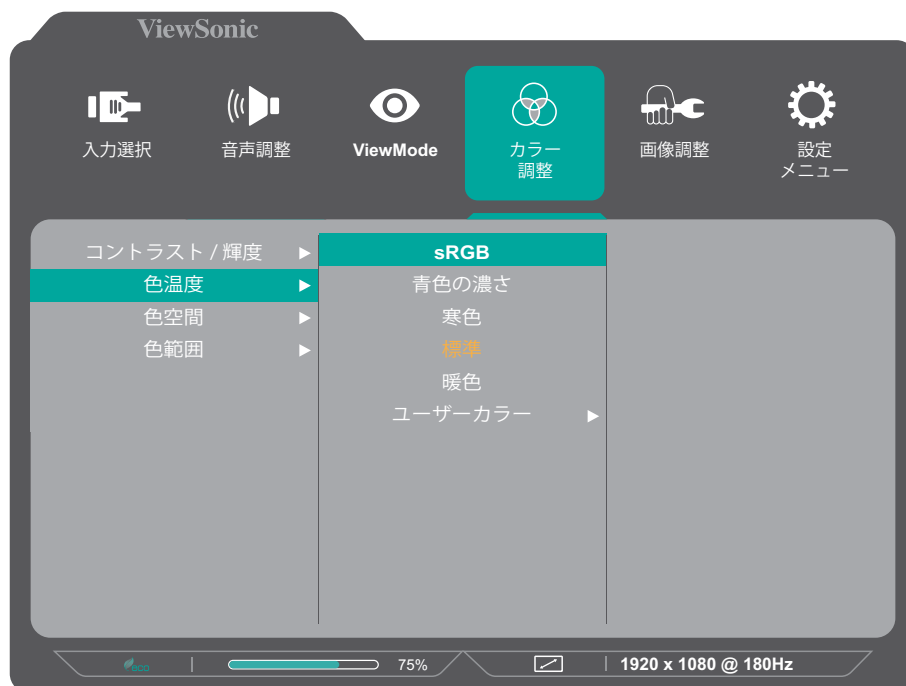 ViewSonic
入力選択
音声調整
ViewMode
カラー
調整
画像調整
設定
メニュー
コントラスト / 輝度
色温度
色空間
色範囲
sRGB
青色の濃さ
寒色
標準
暖色
ユーザーカラー
eco
75%
1920 x 1080 @ 180Hz